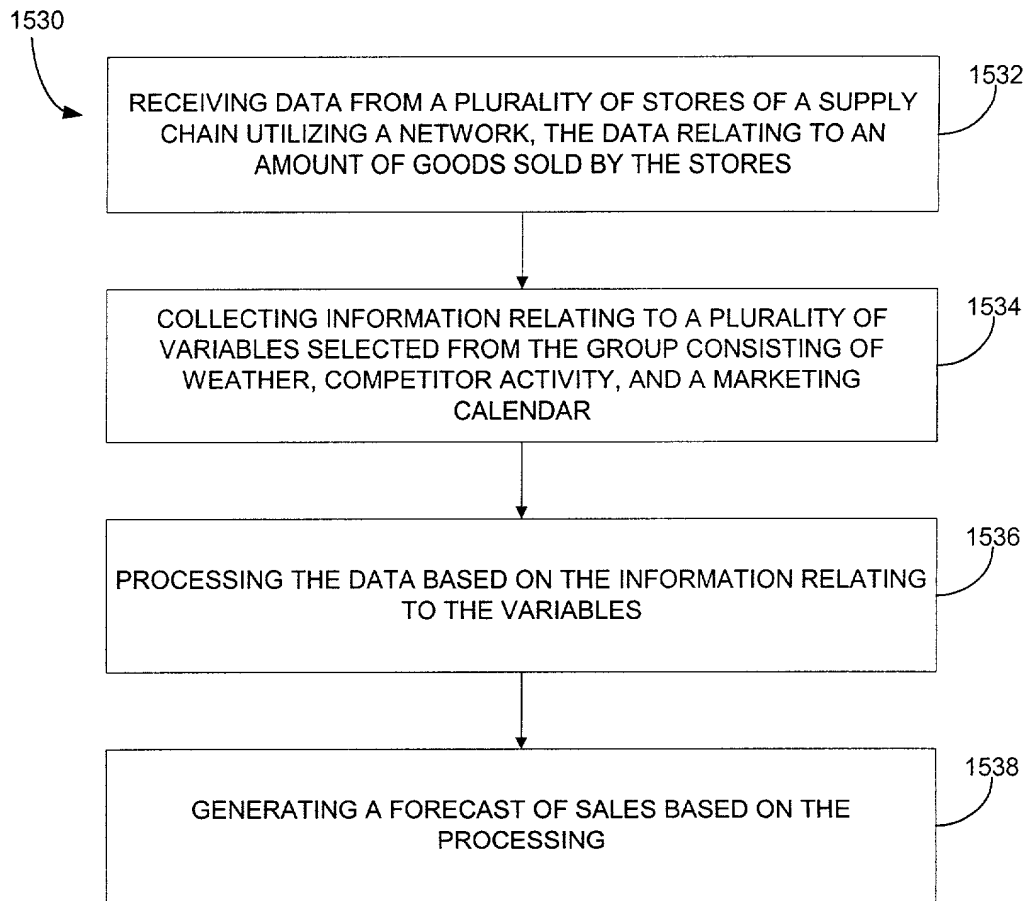 1530
1532
RECEIVING DATA FROM A PLURALITY OF STORES OF A SUPPLY
CHAIN UTILIZING A NETWORK, THE DATA RELATING TO AN
AMOUNT OF GOODS SOLD BY THE STORES
1534
COLLECTING INFORMATION RELATING TO A PLURALITY OF
VARIABLES SELECTED FROM THE GROUP CONSISTING OF
WEATHER, COMPETITOR ACTIVITY, AND A MARKETING
CALENDAR
1536
PROCESSING THE DATA BASED ON THE INFORMATION RELATING
TO THE VARIABLES
1538
GENERATING A FORECAST OF SALES BASED ON THE
PROCESSING